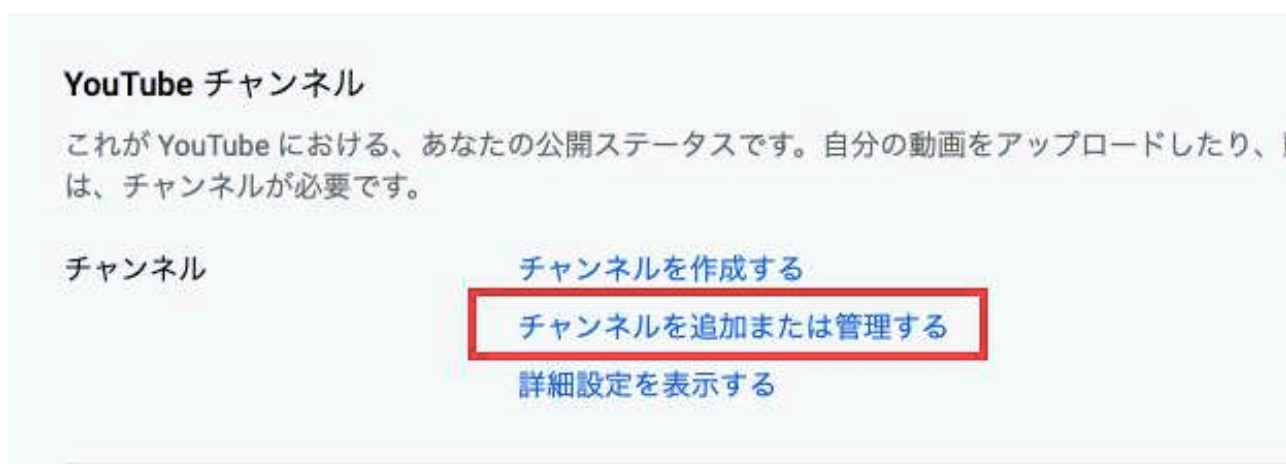 YouTube チャンネル
これが YouTube における、あなたの公開ステータスです。自分の動画をアップロードしたり、
は、チャンネルが必要です。
チャンネル
チャンネルを作成する
チャンネルを追加または管理する
詳細設定を表示する